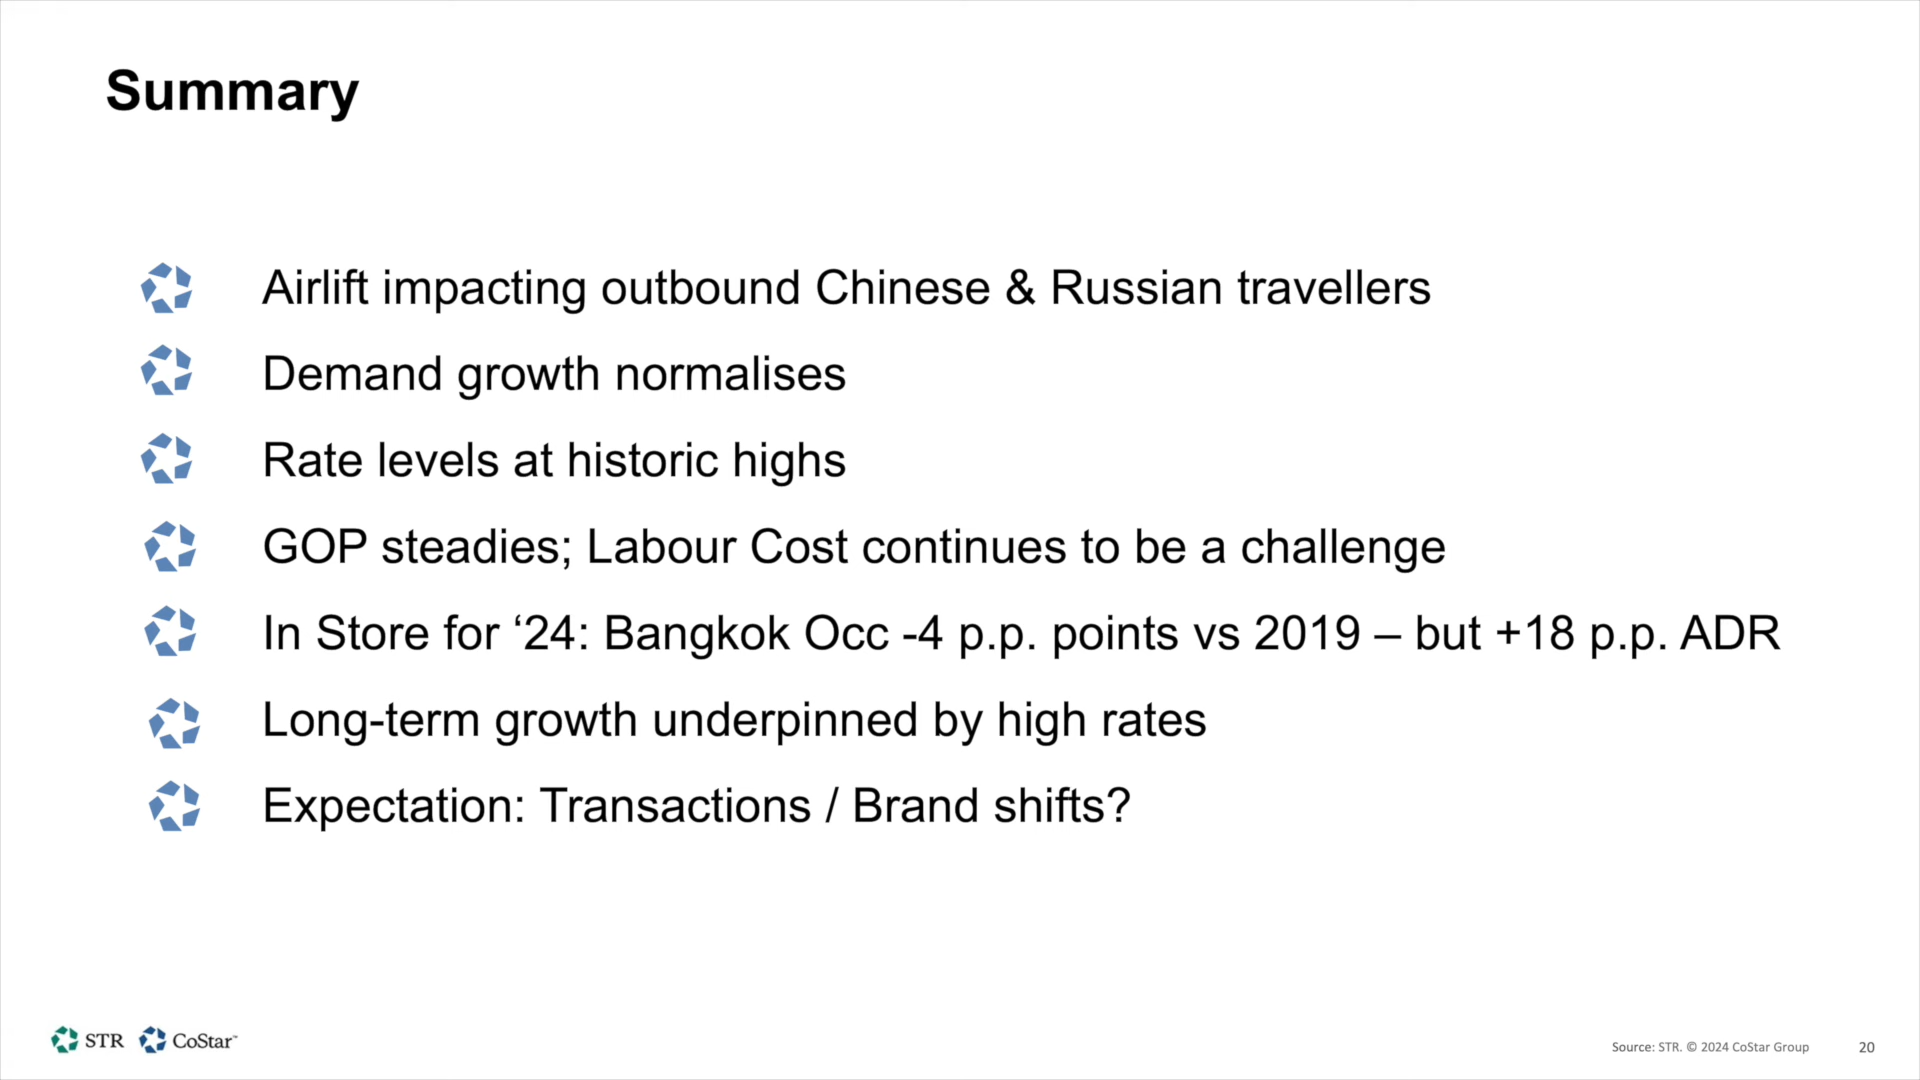 Summary
Airlift impacting outbound Chinese & Russian travellers
Demand growth normalises
Rate levels at historic highs
GOP steadies; Labour Cost continues to be a challenge
In Store for ‘24: Bangkok Occ -4 p.p. points vs 2019 – but +18 p.p. ADR
Long-term growth underpinned by high rates
Expectation: Transactions / Brand shifts?
STR CoStar™
Source: STR. © 2024 CoStar Group 20